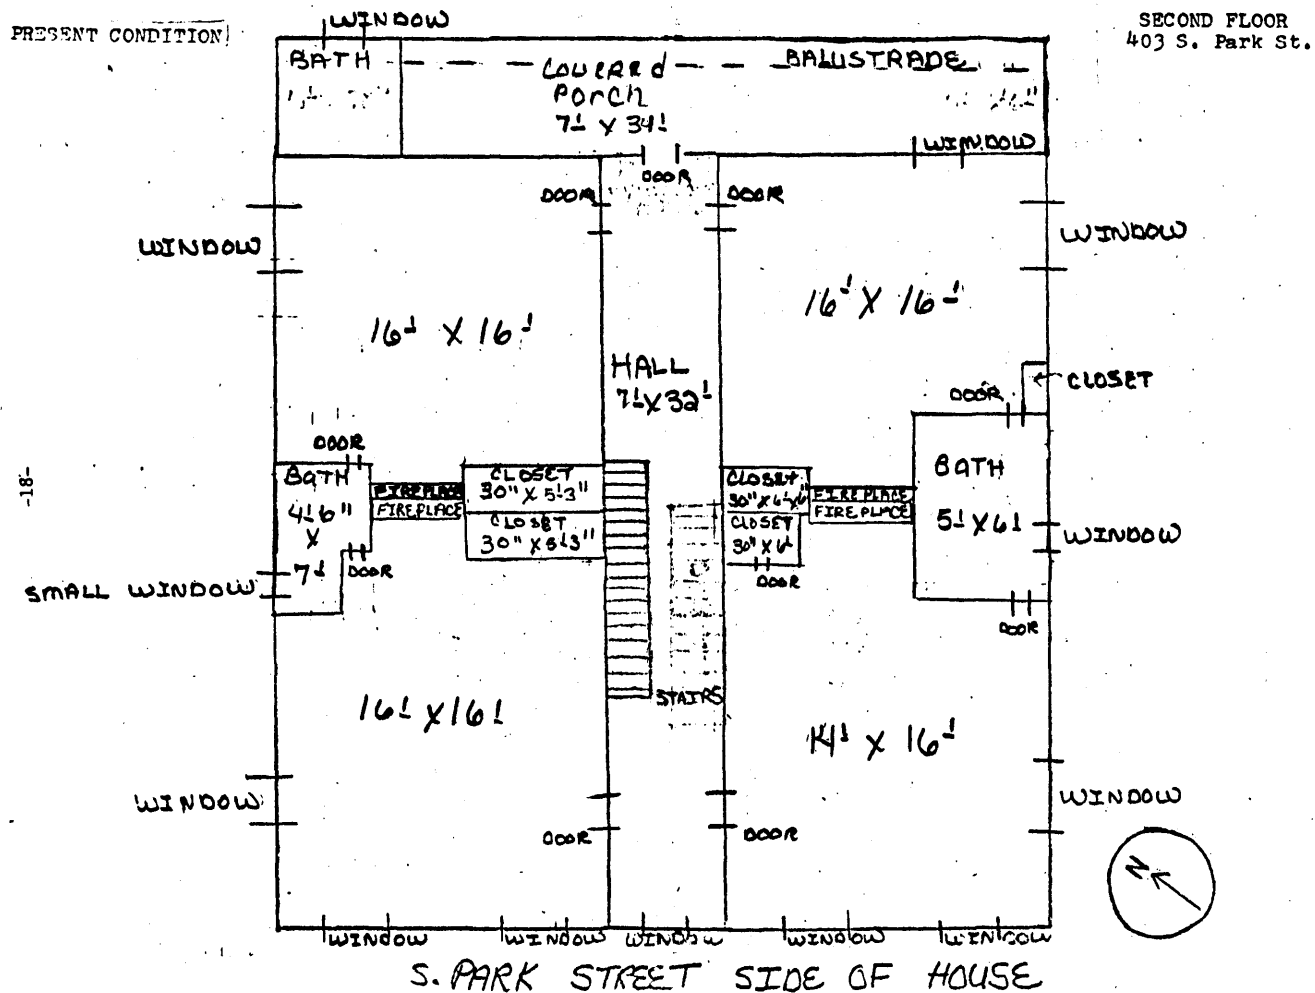 PRESENT CONDITION
SECOND FLOOR
403 S. Park St.
WINDOW
BATH
COVERED
PORCH
7' X 34'
BALUSTRADE
WINDOW
DOOR
DOOR
DOOR
WINDOW
WINDOW
16' X 16'
16' X 16'
HALL
7' X 32'
DOOR
CLOSET
DOOR
BATH
4'6"
X
7'
FIREPLACE
FIREPLACE
CLOSET
30" X 5'3"
CLOSET
30" X 5'3"
CLOSET
CLOSET
30" X 6'
FIREPLACE
FIREPLACE
BATH
5' X 6'
WINDOW
-18-
SMALL WINDOW
DOOR
DOOR
DOOR
STAIRS
16' X 16'
14' X 16'
WINDOW
WINDOW
DOOR
DOOR
N
WINDOW
WINDOW
WINDOW
WINDOW
WINDOW
S. PARK STREET SIDE OF HOUSE